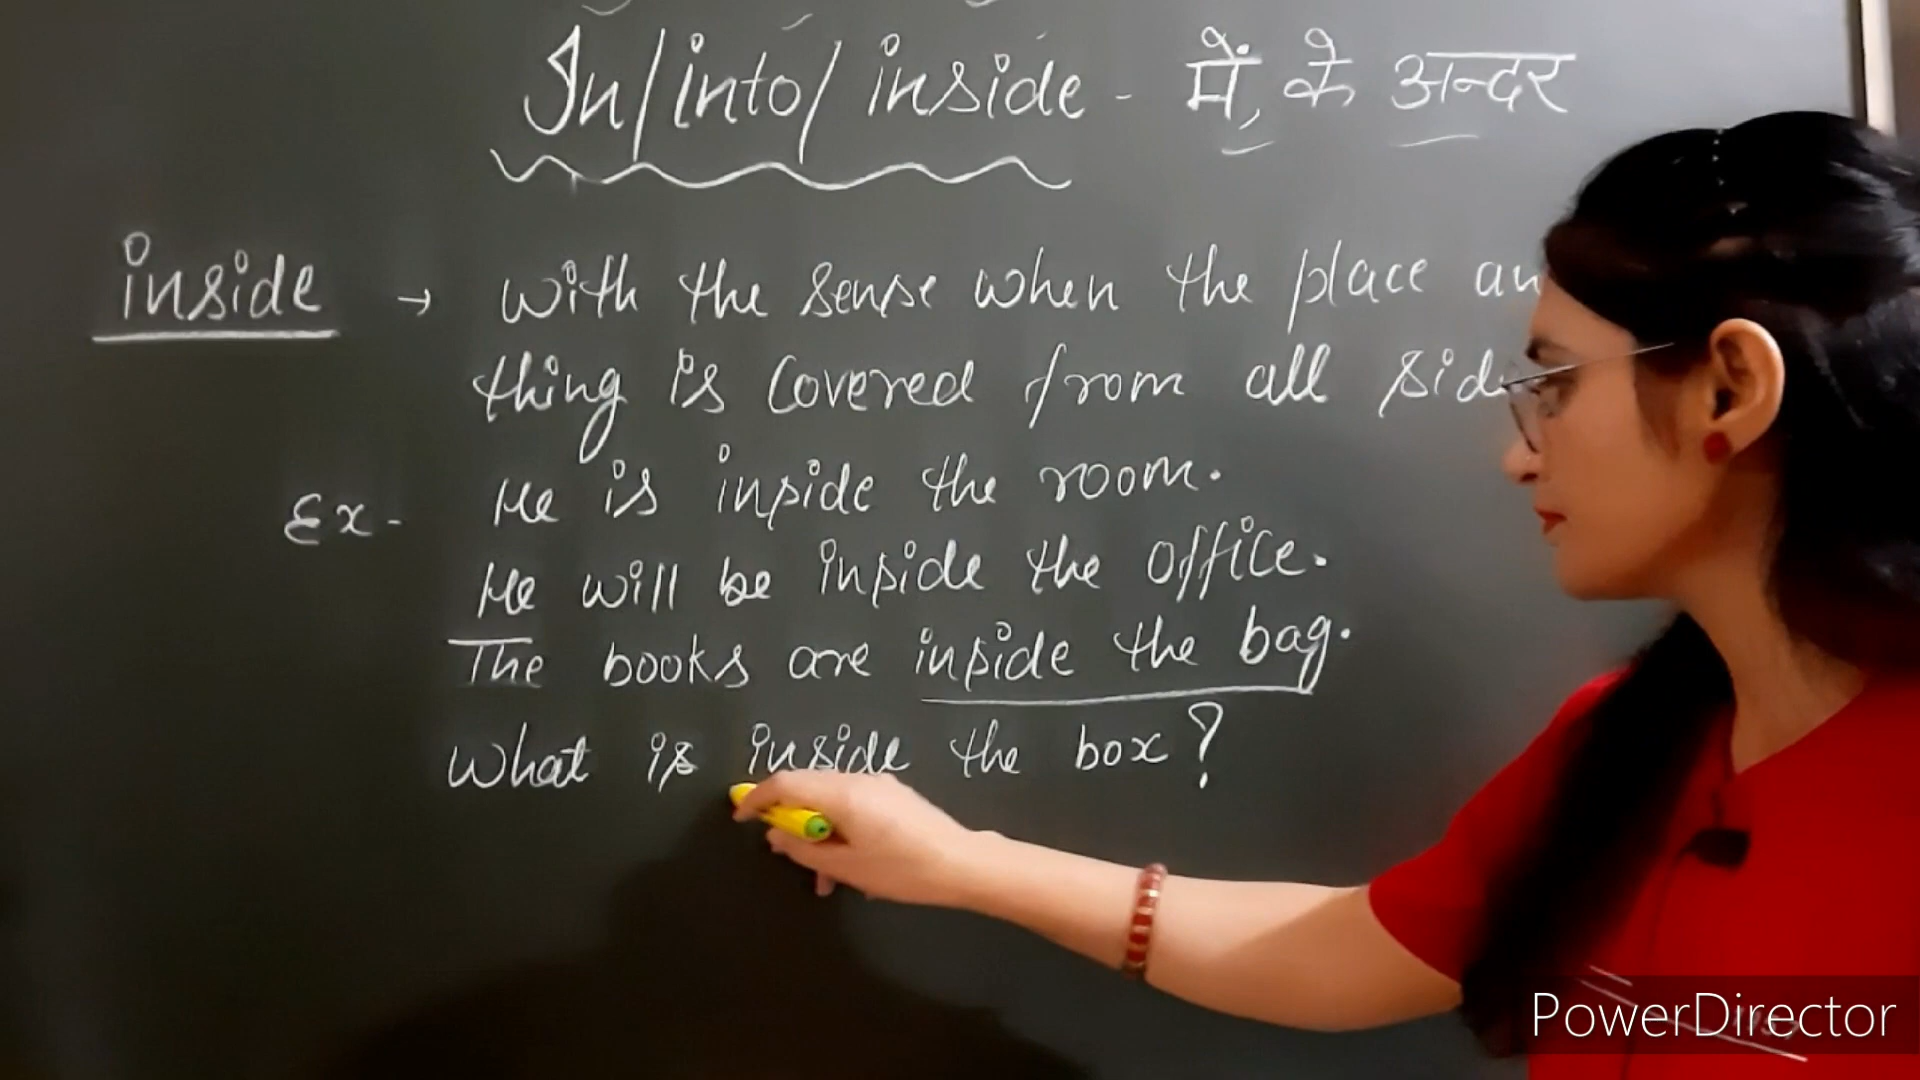 In/into/inside - में, के अन्दर
inside → with the sense when the place an
thing is covered from all side
Ex - He is inside the room.
He will be inside the office.
The books are inside the bag.
What is inside the box?
PowerDirector